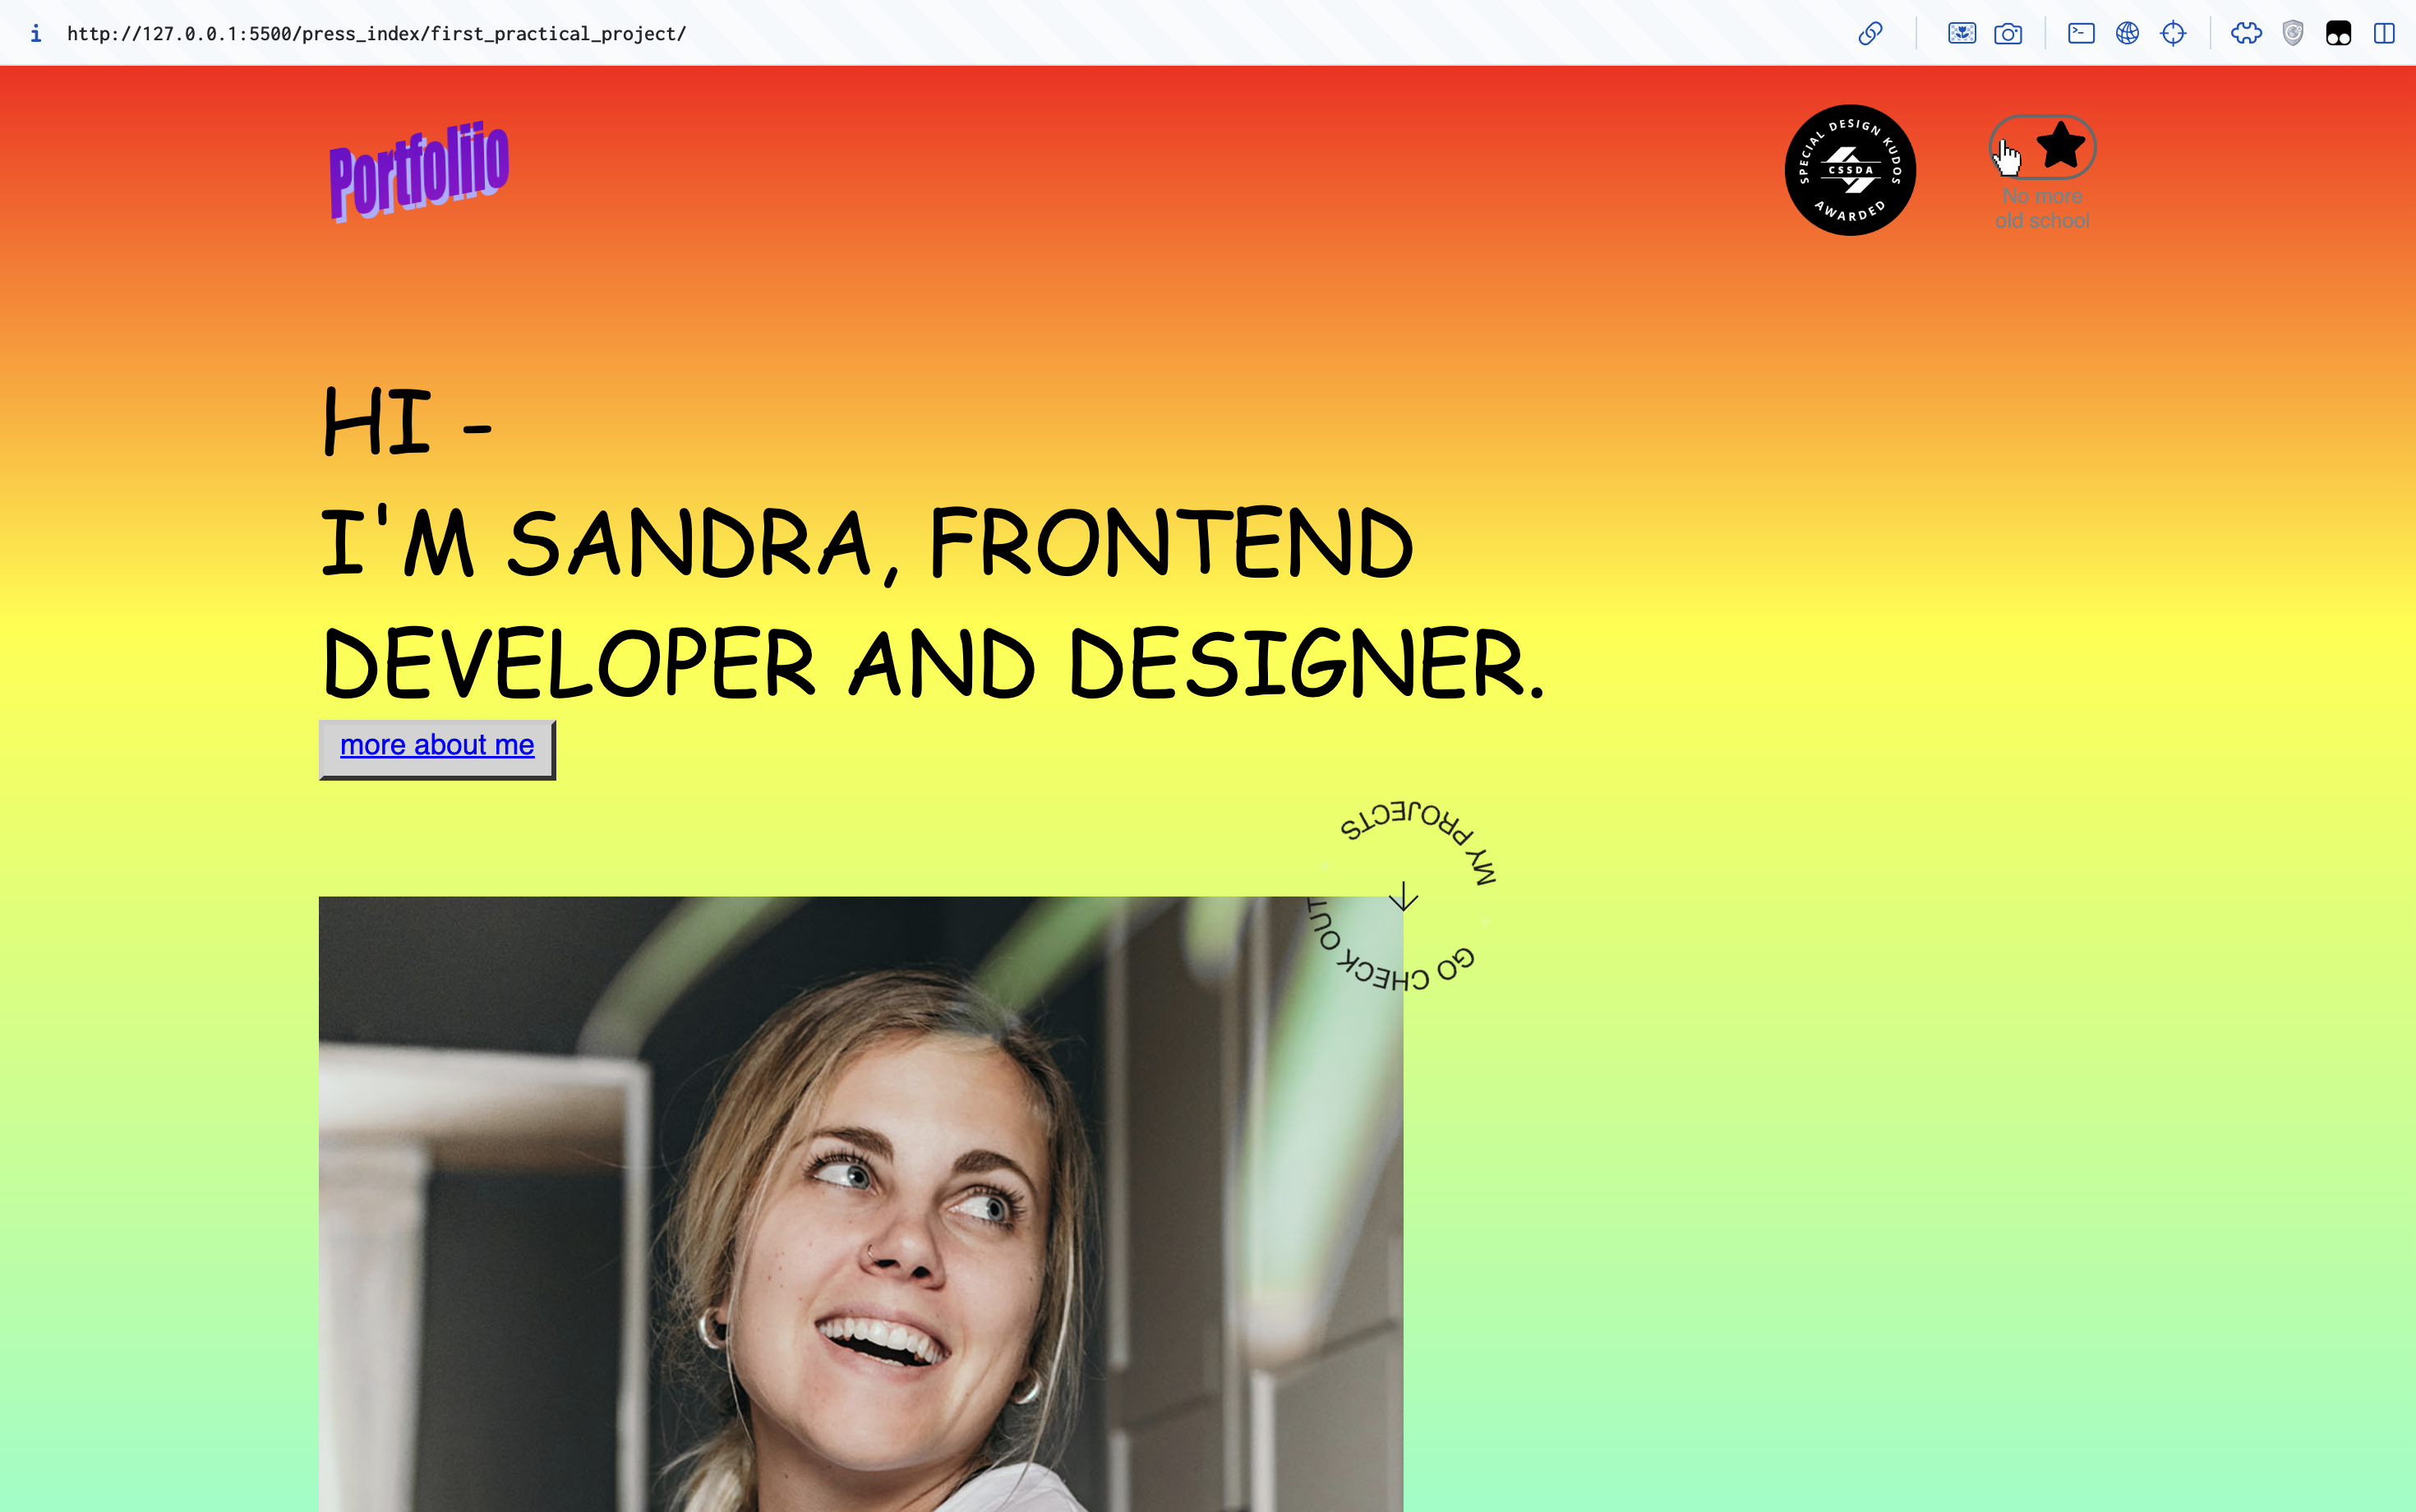 http://127.0.0.1:5500/press_index/first_practical_project/
Portfoliio
SPECIAL DESIGN KUDOS
CSSDA
AWARDED
No more
old school
HI -
I'M SANDRA, FRONTEND
DEVELOPER AND DESIGNER.
more about me
GO CHECK OUT
MY PROJECTS